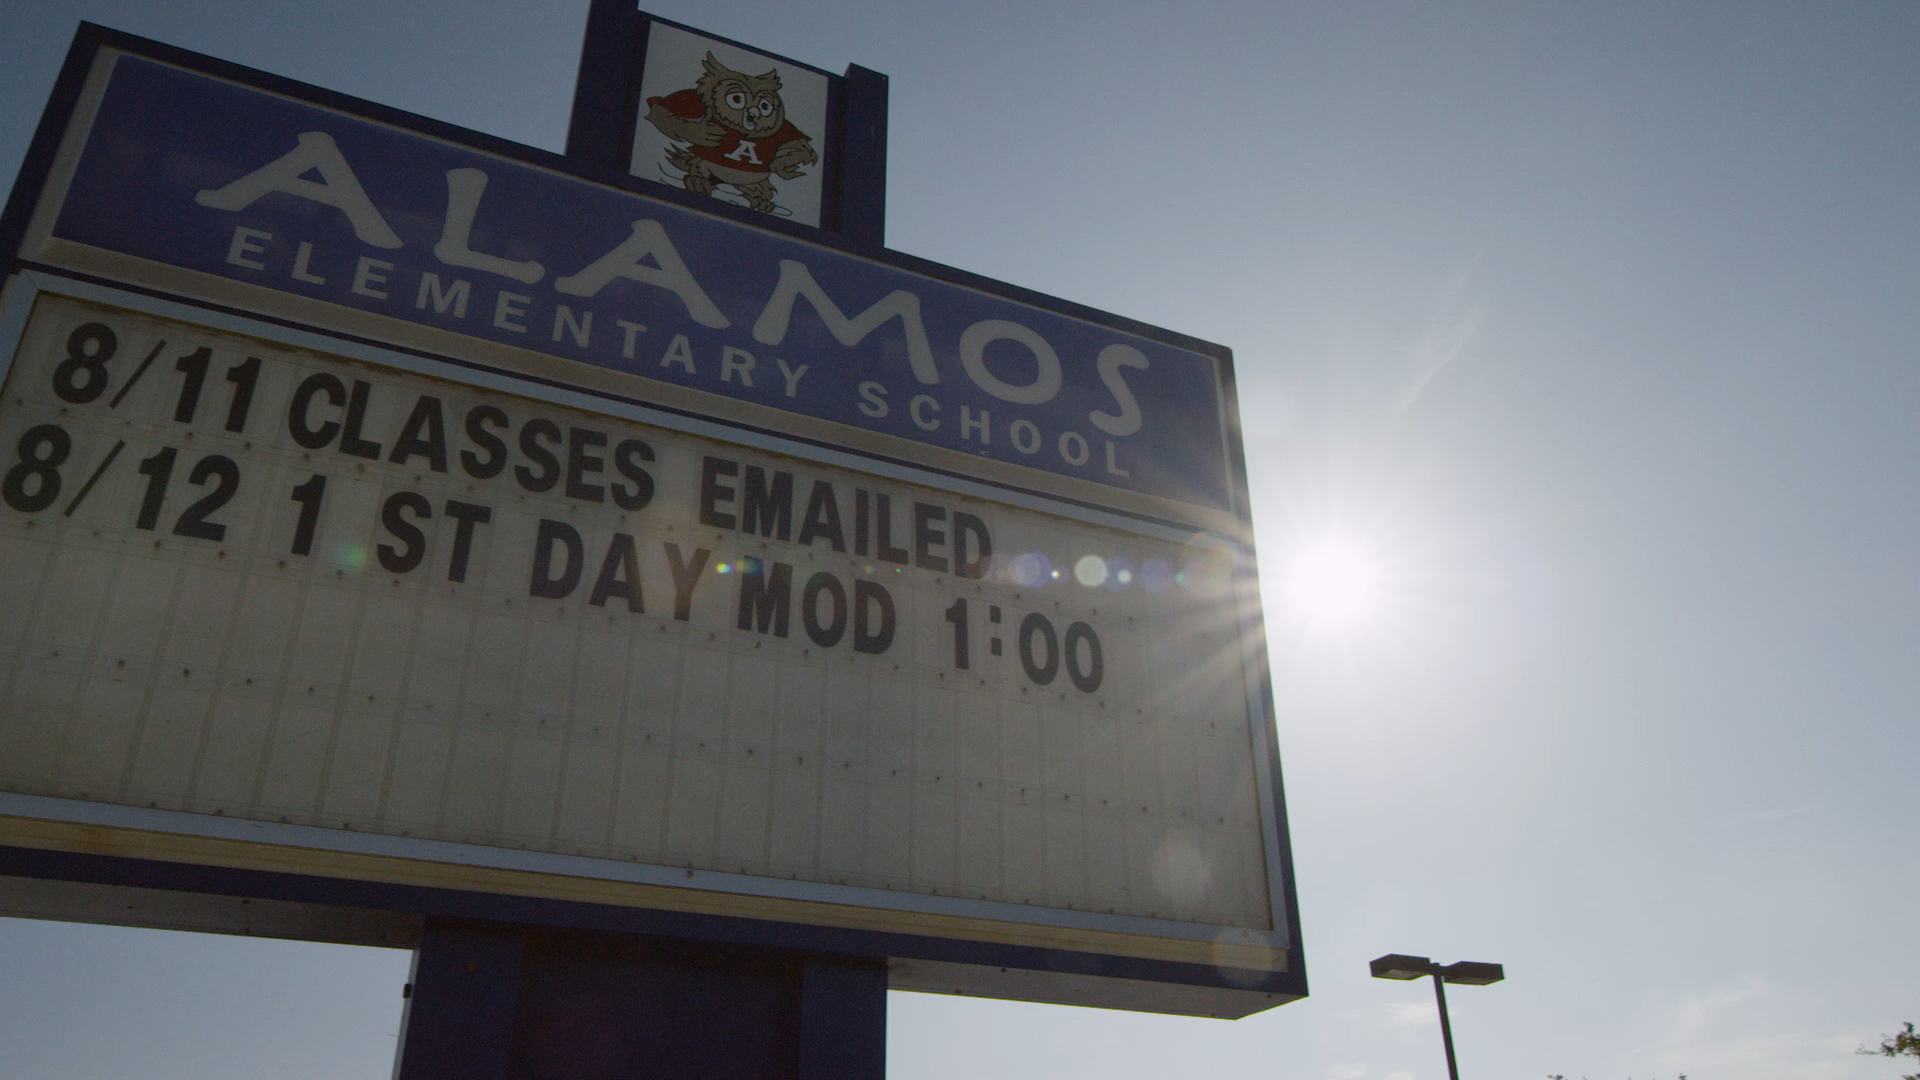 A
ALAMOS
ELEMENTARY SCHOOL
8/11 CLASSES EMAILED
8/12 1 ST DAY MOD 1:00